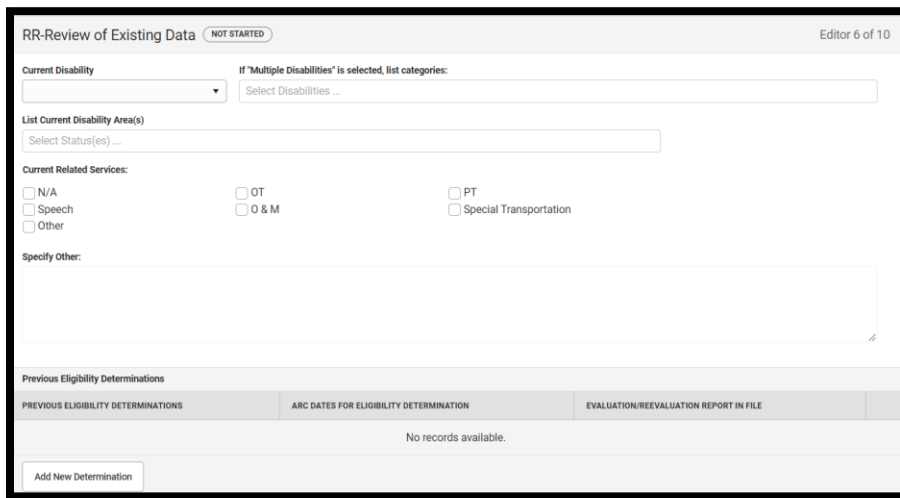 RR-Review of Existing Data NOT STARTED Editor 6 of 10
Current Disability If "Multiple Disabilities" is selected, list categories:
Select Disabilities ...
List Current Disability Area(s)
Select Status(es) ...
Current Related Services:
N/A OT PT
Speech O & M Special Transportation
Other
Specify Other:
Previous Eligibility Determinations
PREVIOUS ELIGIBILITY DETERMINATIONS ARC DATES FOR ELIGIBILITY DETERMINATION EVALUATION/REEVALUATION REPORT IN FILE
No records available.
Add New Determination